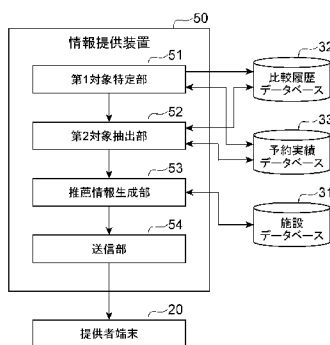 50
情報提供装置
51
第1対象特定部
52
第2対象抽出部
53
推薦情報生成部
54
送信部
20
提供者端末
32
比較履歴
データベース
33
予約実績
データベース
31
施設
データベース